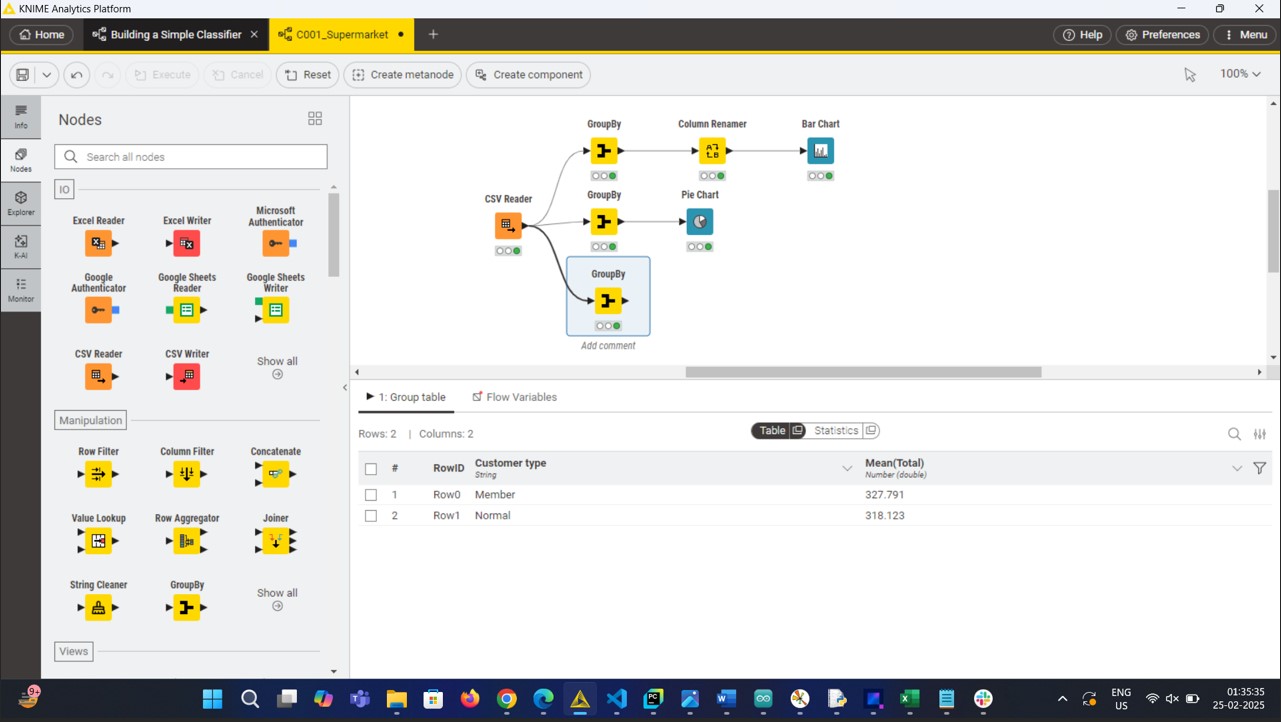 KNIME Analytics Platform
Home
Building a Simple Classifier
C001_Supermarket
Help
Preferences
Menu
Execute
Cancel
Reset
Create metanode
Create component
100%
Info
Nodes
Explorer
K-AI
Monitor
Nodes
Search all nodes
IO
Excel Reader
Excel Writer
Microsoft
Authenticator
Google
Authenticator
Google Sheets
Reader
Google Sheets
Writer
CSV Reader
CSV Writer
Show all
Manipulation
Row Filter
Column Filter
Concatenate
Value Lookup
Row Aggregator
Joiner
String Cleaner
GroupBy
Show all
Views
GroupBy
Column Renamer
Bar Chart
CSV Reader
GroupBy
Pie Chart
GroupBy
Add comment
1: Group table
Flow Variables
Rows: 2 | Columns: 2
Table
Statistics
# RowID Customer type Mean(Total)
String Number (double)
1 Row0 Member 327.791
2 Row1 Normal 318.123
9+
ENG
US
01:35:35
25-02-2025